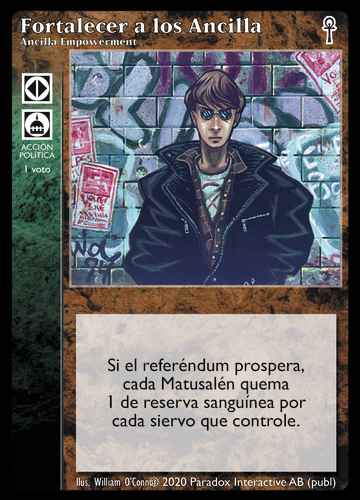 Fortalecer a los Ancilla
Ancilla Empowerment
ACCIÓN
POLÍTICA
1 voto
Si el referéndum prospera,
cada Matusalén quema
1 de reserva sanguínea por
cada siervo que controle.
Ilus. William O'Conno® 2020 Paradox Interactive AB (publ)